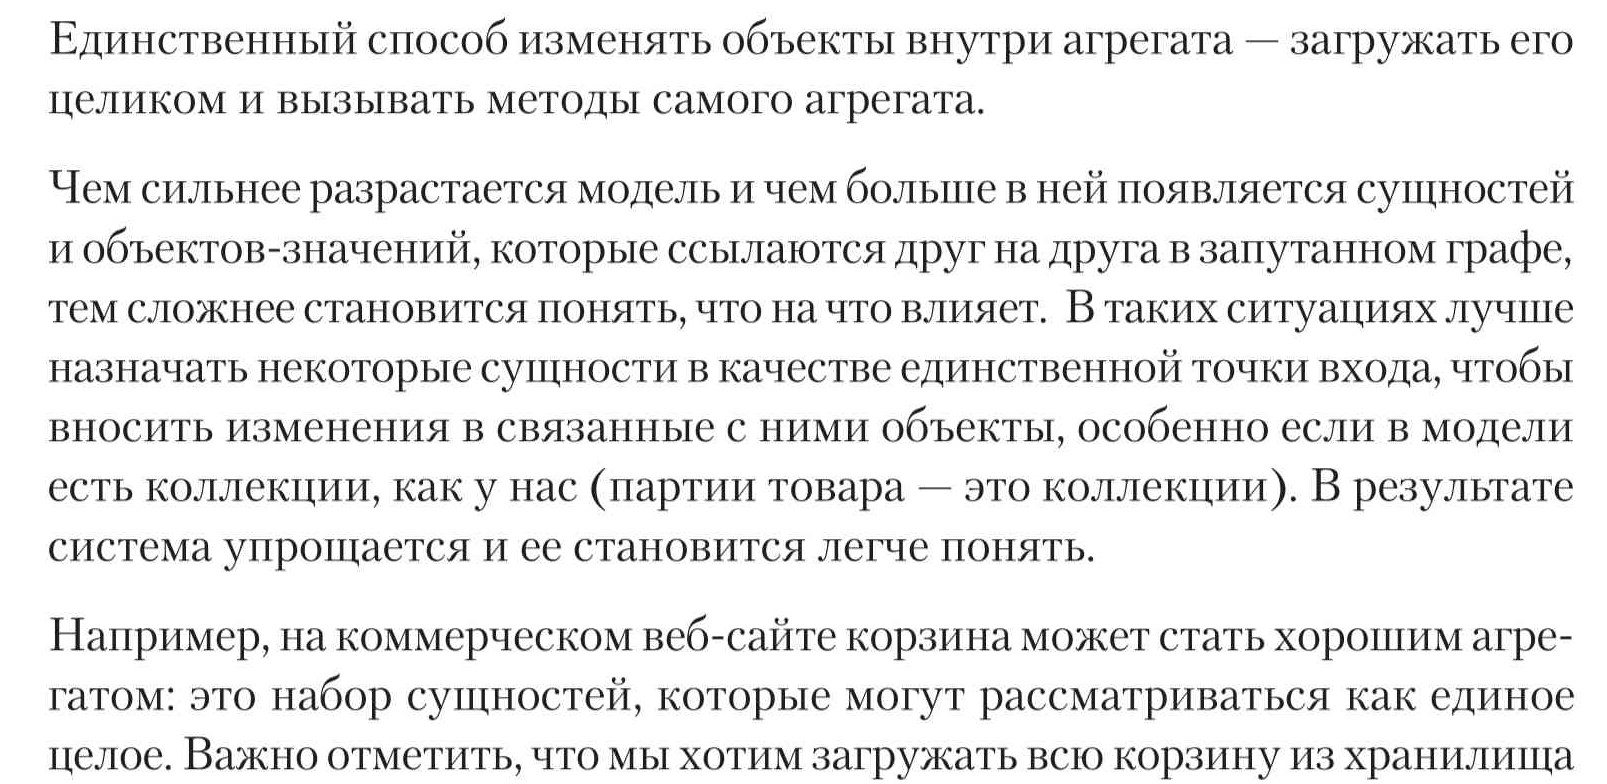 Единственный способ изменять объекты внутри агрегата — загружать его
целиком и вызывать методы самого агрегата.
Чем сильнее разрастается модель и чем больше в ней появляется сущностей
и объектов-значений, которые ссылаются друг на друга в запутанном графе,
тем сложнее становится понять, что на что влияет. В таких ситуациях лучше
назначать некоторые сущности в качестве единственной точки входа, чтобы
вносить изменения в связанные с ними объекты, особенно если в модели
есть коллекции, как у нас (партии товара — это коллекции). В результате
система упрощается и ее становится легче понять.
Например, на коммерческом веб-сайте корзина может стать хорошим агре-
гатом: это набор сущностей, которые могут рассматриваться как единое
целое. Важно отметить, что мы хотим загружать всю корзину из хранилища